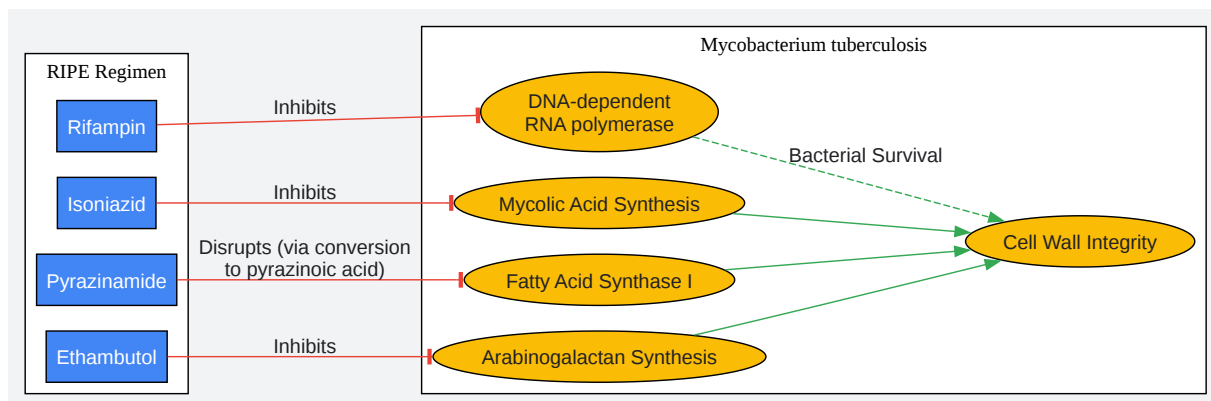 RIPE Regimen
Rifampin
Isoniazid
Pyrazinamide
Ethambutol
Inhibits
Inhibits
Disrupts (via conversion
to pyrazinoic acid)
Inhibits
Mycobacterium tuberculosis
DNA-dependent
RNA polymerase
Mycolic Acid Synthesis
Fatty Acid Synthase I
Arabinogalactan Synthesis
Bacterial Survival
Cell Wall Integrity